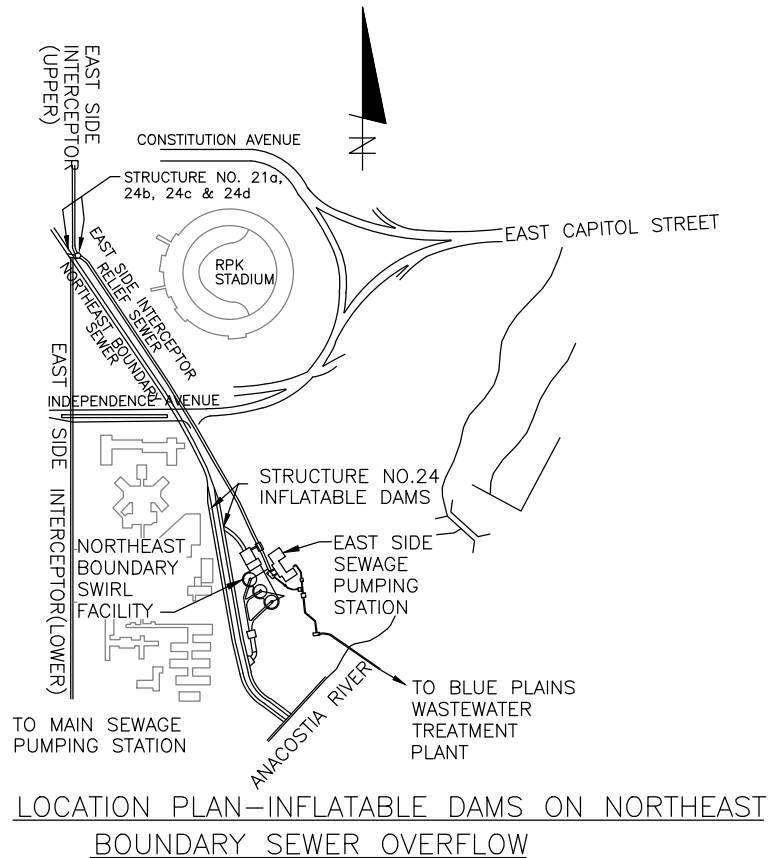 EAST SIDE
INTERCEPTOR
(UPPER)
N
CONSTITUTION AVENUE
STRUCTURE NO. 21a,
24b, 24c & 24d
EAST CAPITOL STREET
RPK
STADIUM
EAST SIDE INTERCEPTOR
RELIEF SEWER
NORTHEAST BOUNDARY
SEWER
INDEPENDENCE AVENUE
EAST SIDE INTERCEPTOR(LOWER)
STRUCTURE NO.24
INFLATABLE DAMS
NORTHEAST
BOUNDARY
SWIRL
FACILITY
EAST SIDE
SEWAGE
PUMPING
STATION
TO MAIN SEWAGE
PUMPING STATION
ANACOSTIA RIVER
TO BLUE PLAINS
WASTEWATER
TREATMENT
PLANT
LOCATION PLAN-INFLATABLE DAMS ON NORTHEAST
BOUNDARY SEWER OVERFLOW